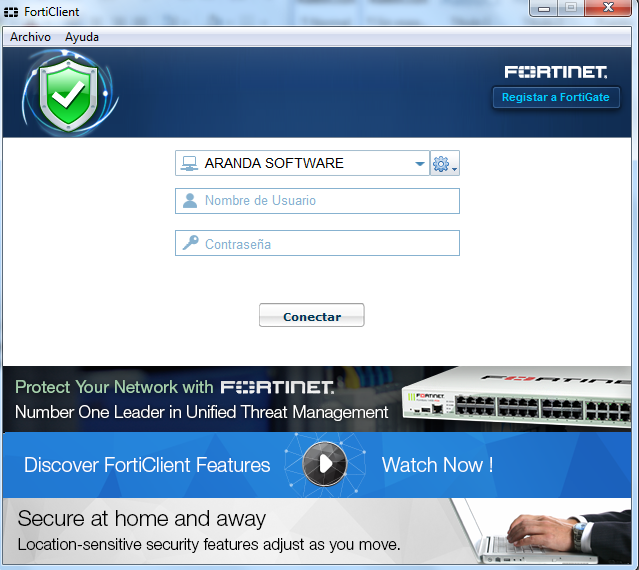 FortiClient
Archivo Ayuda
FORTINET.
Registar a FortiGate
ARANDA SOFTWARE
Nombre de Usuario
Contraseña
Conectar
Protect Your Network with FORTINET.
Number One Leader in Unified Threat Management
FORTINET
Discover FortiClient Features Watch Now !
Secure at home and away
Location-sensitive security features adjust as you move.